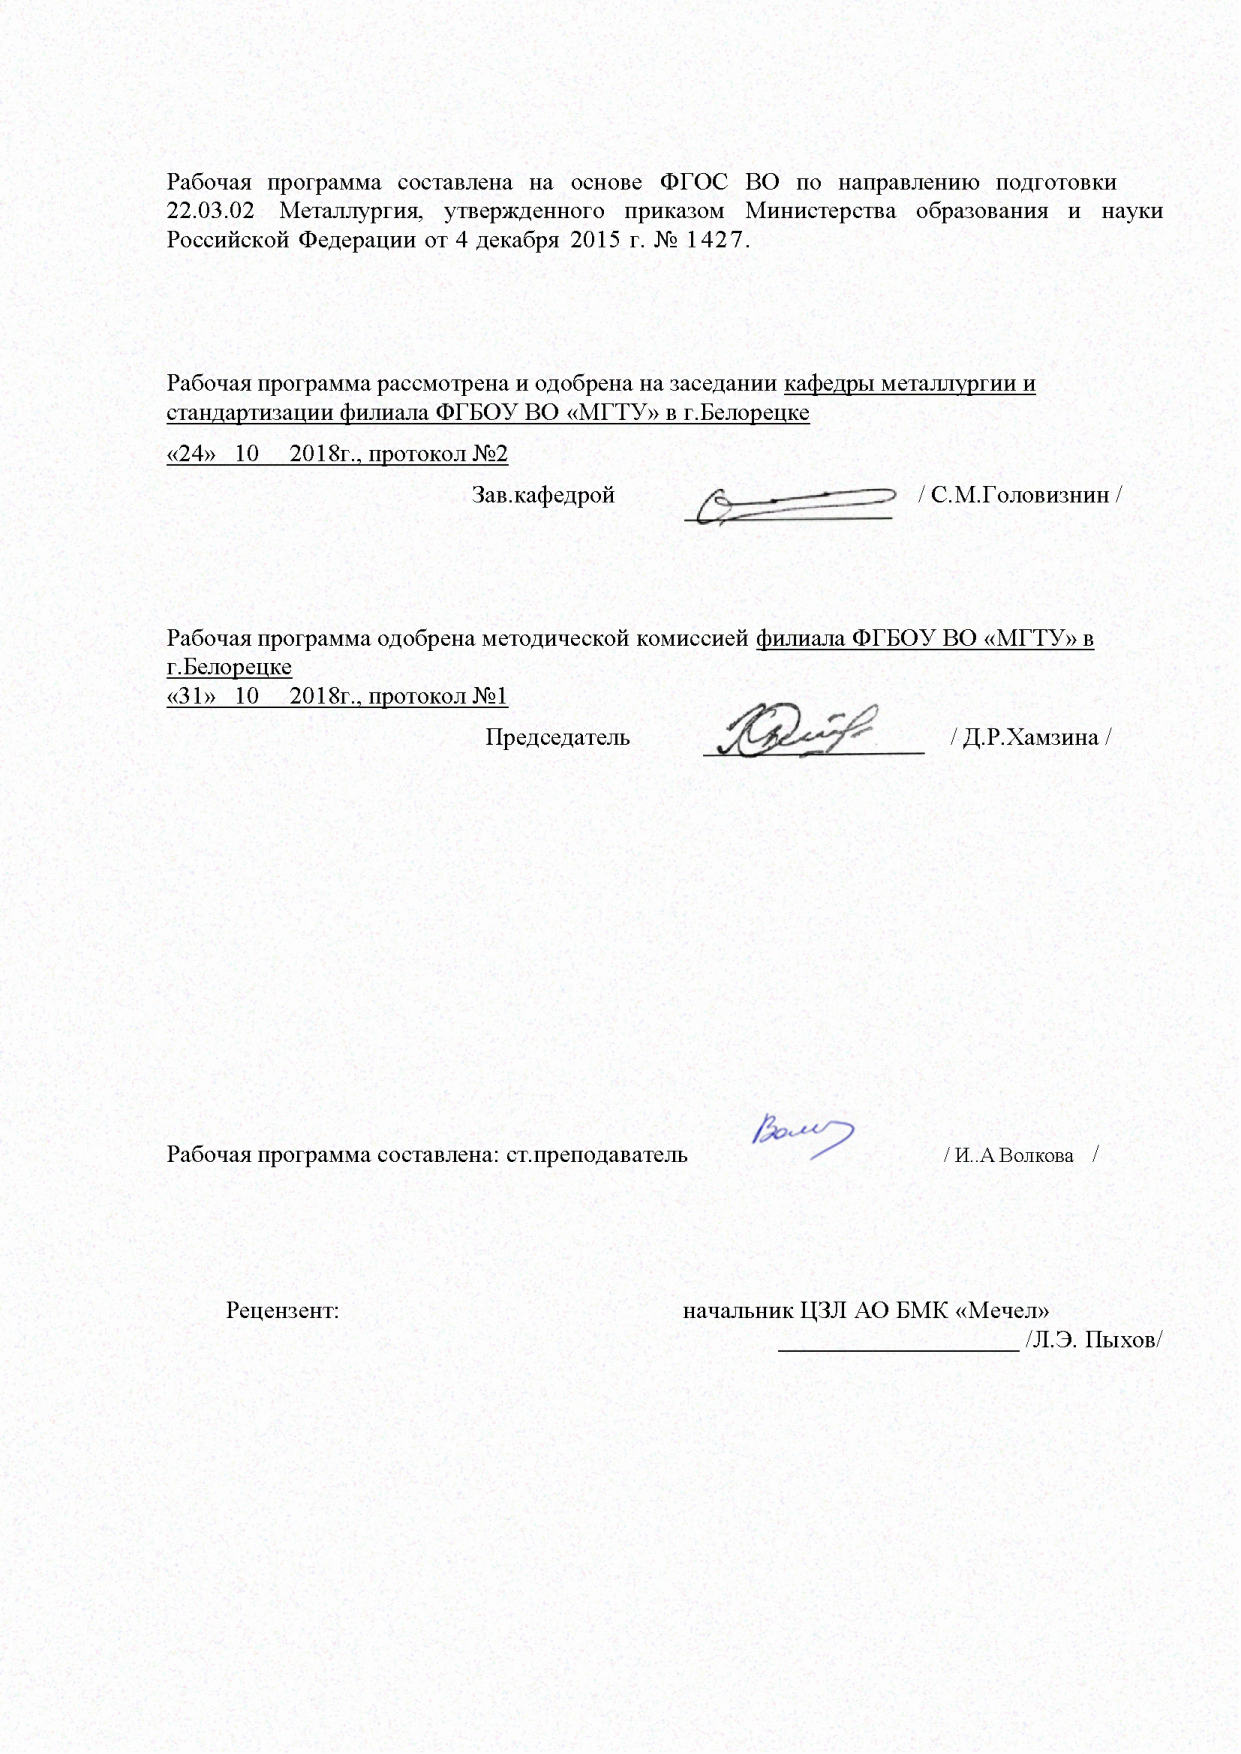 Рабочая программа составлена на основе ФГОС ВО по направлению подготовки
22.03.02 Металлургия, утвержденного приказом Министерства образования и науки
Российской Федерации от 4 декабря 2015 г. № 1427.
Рабочая программа рассмотрена и одобрена на заседании кафедры металлургии и
стандартизации филиала ФГБОУ ВО «МГТУ» в г.Белорецке
«24» 10 2018г., протокол №2
Зав.кафедрой / С.М.Головизнин /
Рабочая программа одобрена методической комиссией филиала ФГБОУ ВО «МГТУ» в
г.Белорецке
«31» 10 2018г., протокол №1
Председатель / Д.Р.Хамзина /
Рабочая программа составлена: ст.преподаватель / И..А Волкова /
Рецензент: начальник ЦЗЛ АО БМК «Мечел»
____________________ /Л.Э. Пыхов/